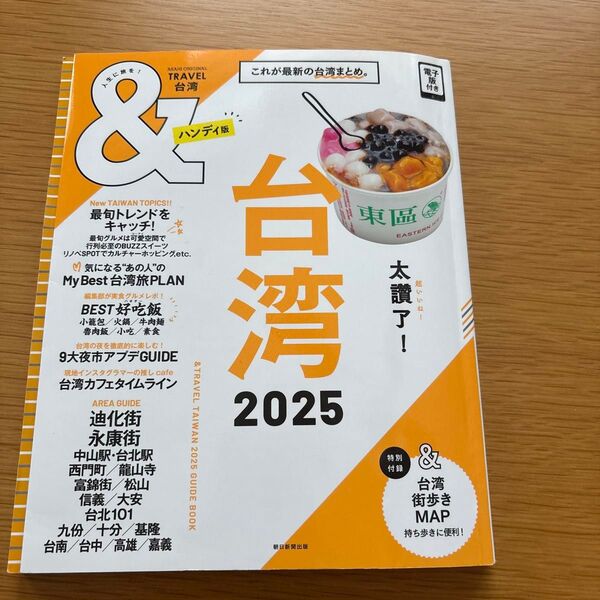 人生に旅を!
ASAHI ORIGINAL
TRAVEL
台湾
&
ハンディ版
これが最新の台湾まとめ。
電子版付き
東區
EASTERN
台湾
2025
太讃了!
超いいね!
New TAIWAN TOPICS!!
最旬トレンドを
キャッチ!
最旬グルメは可愛空間で
行列必至のBUZZスイーツ
リノベSPOTでカルチャーホッピング,etc.
気になる“あの人”の
My Best 台湾旅PLAN
編集部が実食グルメレポ!
BEST好吃飯
小籠包/火鍋/牛肉麺
魯肉飯/小吃/素食
台湾の夜を徹底的に楽しむ!
9大夜市アプデGUIDE
現地インスタグラマーの推し cafe
台湾カフェタイムライン
AREA GUIDE
迪化街
永康街
中山駅・台北駅
西門町/龍山寺
富錦街/松山
信義/大安
台北101
九份/十分/基隆
台南/台中/高雄/嘉義
&TRAVEL TAIWAN 2025 GUIDE BOOK
特別付録
&
台湾
街歩き
MAP
持ち歩きに便利!
朝日新聞出版